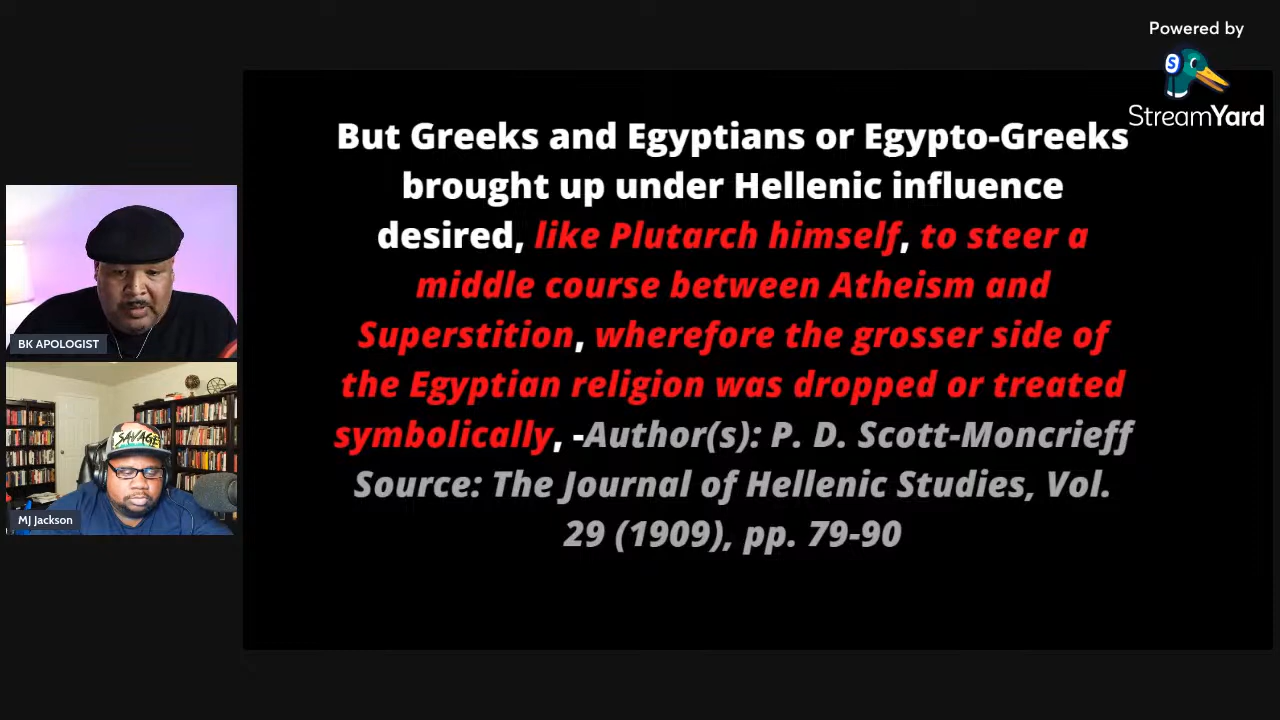 Powered by
S
StreamYard
But Greeks and Egyptians or Egypto-Greeks
brought up under Hellenic influence
desired, like Plutarch himself, to steer a
middle course between Atheism and
Superstition, wherefore the grosser side of
the Egyptian religion was dropped or treated
symbolically, -Author(s): P. D. Scott-Moncrieff
Source: The Journal of Hellenic Studies, Vol.
29 (1909), pp. 79-90
BK APOLOGIST
SAVAGE
MJ Jackson